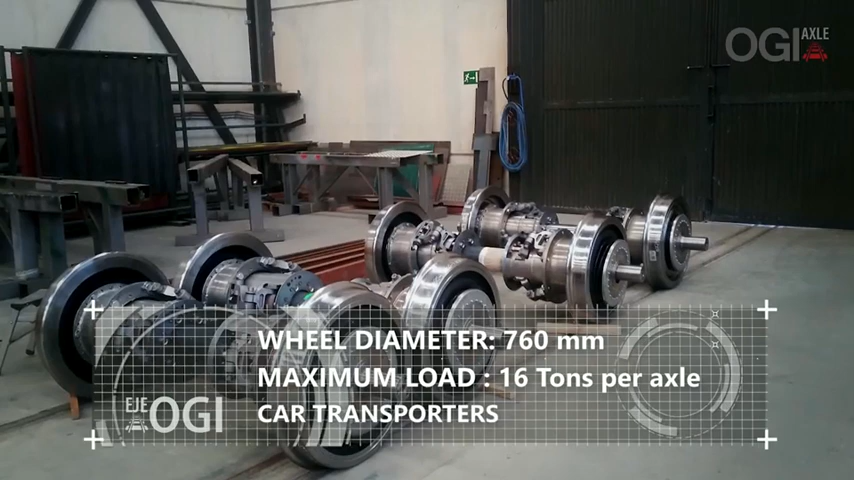 OGI AXLE
WHEEL DIAMETER: 760 mm
MAXIMUM LOAD : 16 Tons per axle
CAR TRANSPORTERS
EJE OGI